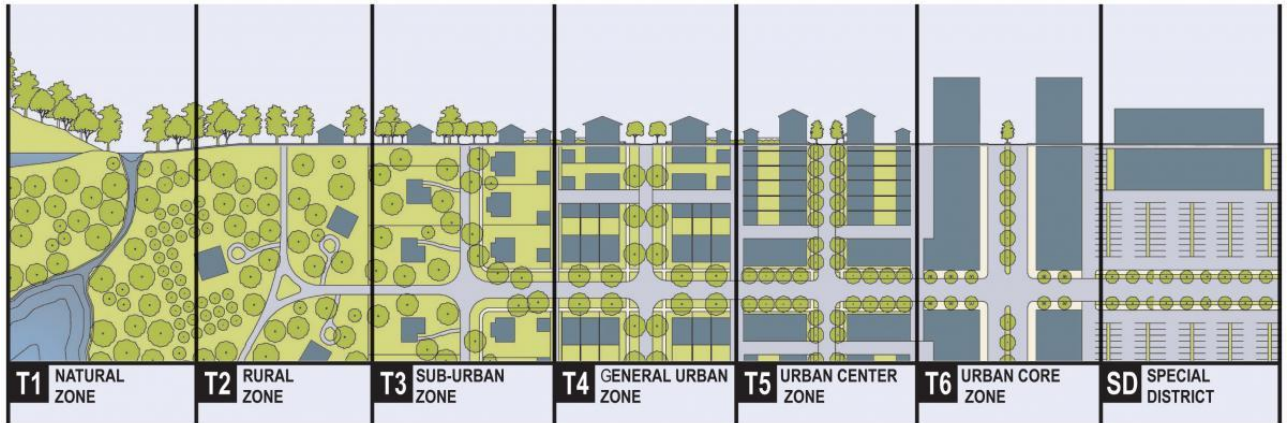 T1 NATURAL
ZONE
T2 RURAL
ZONE
T3 SUB-URBAN
ZONE
T4 GENERAL URBAN
ZONE
T5 URBAN CENTER
ZONE
T6 URBAN CORE
ZONE
SD SPECIAL
DISTRICT